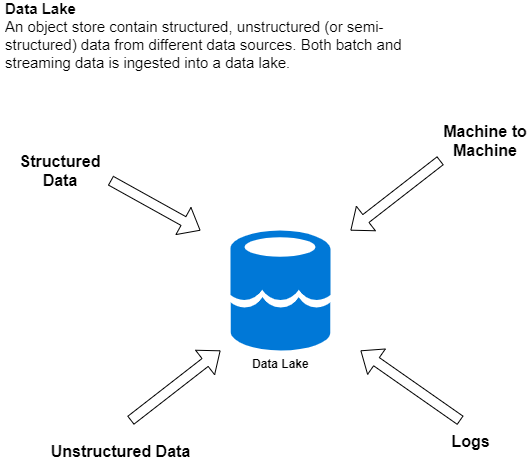 Data Lake
An object store contain structured, unstructured (or semi-
structured) data from different data sources. Both batch and
streaming data is ingested into a data lake.
Machine to
Machine
Structured
Data
Data Lake
Unstructured Data
Logs